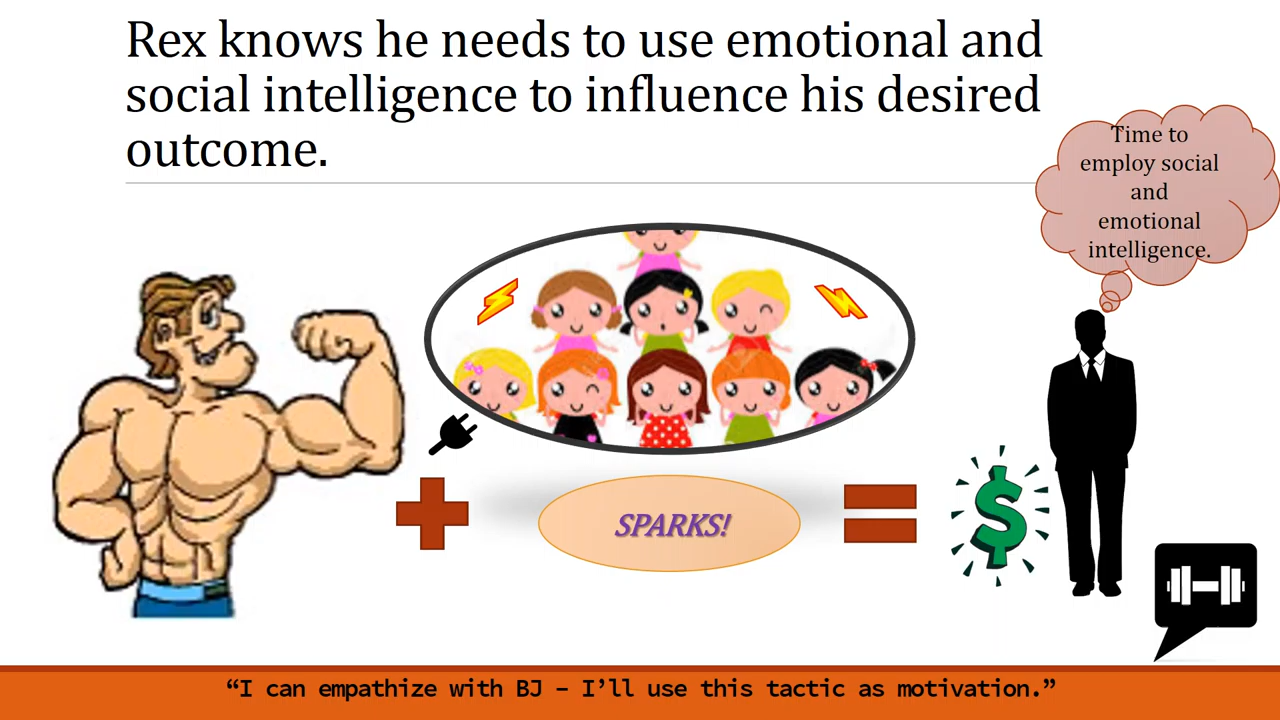 Rex knows he needs to use emotional and
social intelligence to influence his desired
outcome.
Time to
employ social
and
emotional
intelligence.
SPARKS!
“I can empathize with BJ – I’ll use this tactic as motivation.”